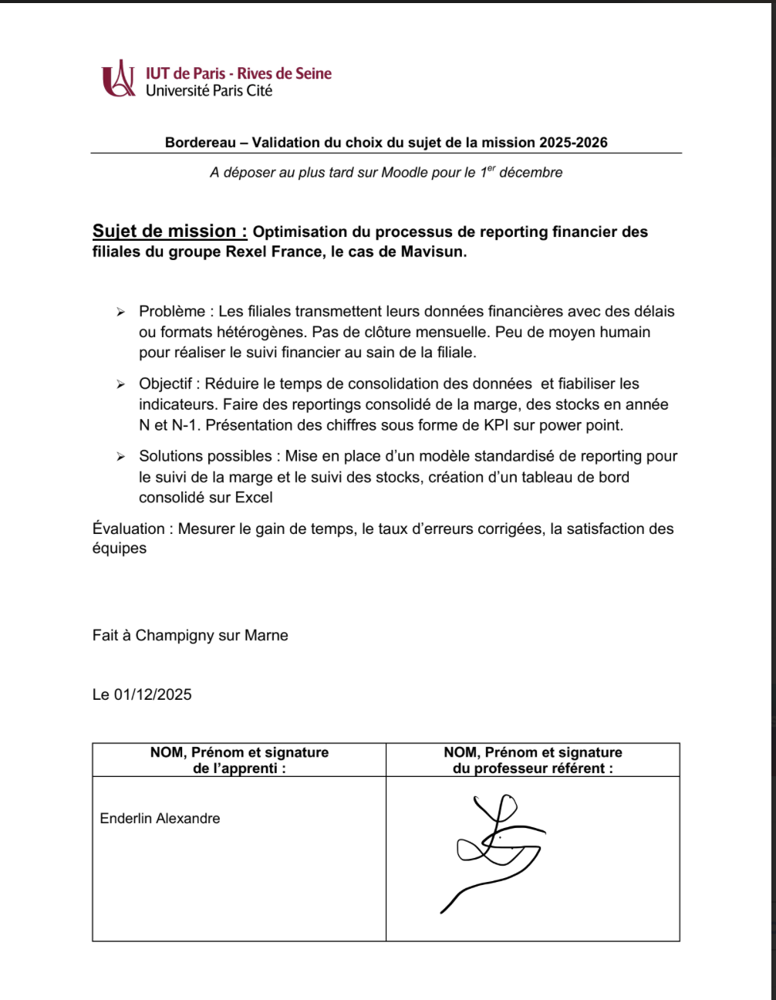 IUT de Paris - Rives de Seine
Université Paris Cité
Bordereau – Validation du choix du sujet de la mission 2025-2026
A déposer au plus tard sur Moodle pour le 1er décembre
Sujet de mission : Optimisation du processus de reporting financier des
filiales du groupe Rexel France, le cas de Mavisun.
➢ Problème : Les filiales transmettent leurs données financières avec des délais
ou formats hétérogènes. Pas de clôture mensuelle. Peu de moyen humain
pour réaliser le suivi financier au sain de la filiale.
➢ Objectif : Réduire le temps de consolidation des données  et fiabiliser les
indicateurs. Faire des reportings consolidé de la marge, des stocks en année
N et N-1. Présentation des chiffres sous forme de KPI sur power point.
➢ Solutions possibles : Mise en place d’un modèle standardisé de reporting pour
le suivi de la marge et le suivi des stocks, création d’un tableau de bord
consolidé sur Excel
Évaluation : Mesurer le gain de temps, le taux d’erreurs corrigées, la satisfaction des
équipes
Fait à Champigny sur Marne
Le 01/12/2025
NOM, Prénom et signature
de l’apprenti :
NOM, Prénom et signature
du professeur référent :
Enderlin Alexandre